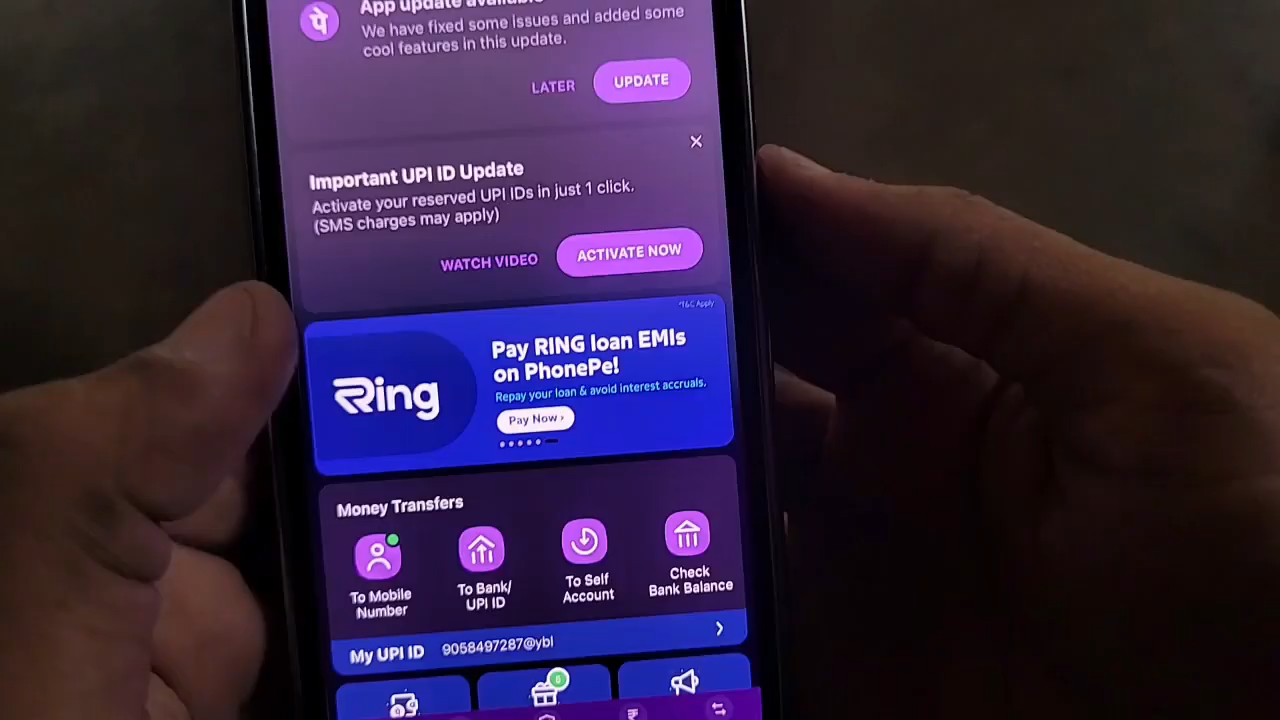 पे
App update available
We have fixed some issues and added some
cool features in this update.
LATER
UPDATE
Important UPI ID Update
Activate your reserved UPI IDs in just 1 click.
(SMS charges may apply)
WATCH VIDEO
ACTIVATE NOW
*T&C Apply
Ring
Pay RING loan EMIs
on PhonePe!
Repay your loan & avoid interest accruals.
Pay Now ›
Money Transfers
To Mobile
Number
To Bank/
UPI ID
To Self
Account
Check
Bank Balance
My UPI ID 9058497287@ybl